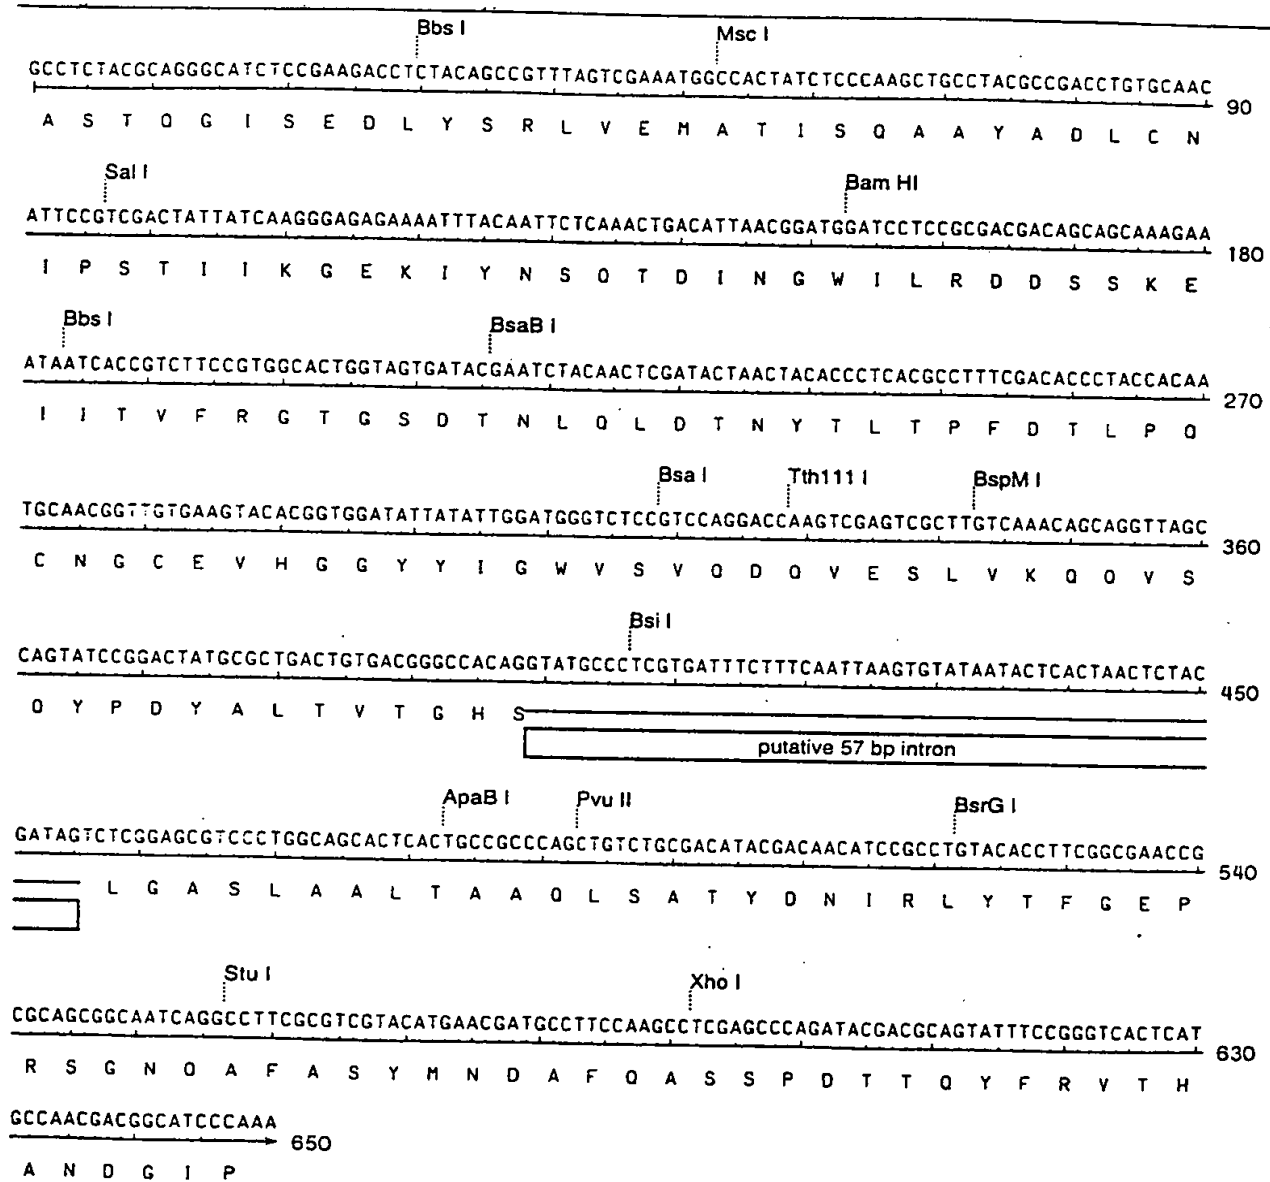 Bbs I Msc I
GCCTCTACGCAGGGCATCTCCGAAGACCTCTACAGCCGTTTAGTCGAAATGGCCACTATCTCCCAAGCTGCCTACGCCGACCTGTGCAAC 90
A S T Q G I S E D L Y S R L V E M A T I S Q A A Y A D L C N
Sal I Bam HI
ATTCCGTCGACTATTATCAAGGGAGAGAAAATTTACAATTCTCAAACTGACATTAACGGATGGATCCTCCGCGACGACAGCAGCAAAGAA 180
I P S T I I K G E K I Y N S Q T D I N G W I L R D D S S K E
Bbs I BsaB I
ATAATCACCGTCTTCCGTGGCACTGGTAGTGATACGAATCTACAACTCGATACTAACTACACCCTCACGCCTTTCGACACCCTACCACAA 270
I I T V F R G T G S D T N L Q L D T N Y T L T P F D T L P Q
Bsa I Tth111 I BspM I
TGCAACGGTTGTGAAGTACACGGTGGATATTATATTGGATGGGTCTCCGTCCAGGACCAAGTCGAGTCGCTTGTCAAACAGCAGGTTAGC 360
C N G C E V H G G Y Y I G W V S V Q D Q V E S L V K Q Q V S
Bsi I
CAGTATCCGGACTATGCGCTGACTGTGACGGGCCACAGGTATGCCCTCGTGATTTCTTTCAATTAAGTGTATAATACTCACTAACTCTAC 450
Q Y P D Y A L T V T G H S
putative 57 bp intron
ApaB I Pvu II BsrG I
GATAGTCTCGGAGCGTCCCTGGCAGCACTCACTGCCGCCCAGCTGTCTGCGACATACGACAACATCCGCCTGTACACCTTCGGCGAACCG 540
L G A S L A A L T A A Q L S A T Y D N I R L Y T F G E P
Stu I Xho I
CGCAGCGGCAATCAGGCCTTCGCGTCGTACATGAACGATGCCTTCCAAGCCTCGAGCCCAGATACGACGCAGTATTTCCGGGTCACTCAT 630
R S G N Q A F A S Y M N D A F Q A S S P D T T Q Y F R V T H
GCCAACGACGGCATCCCAAA 650
A N D G I P